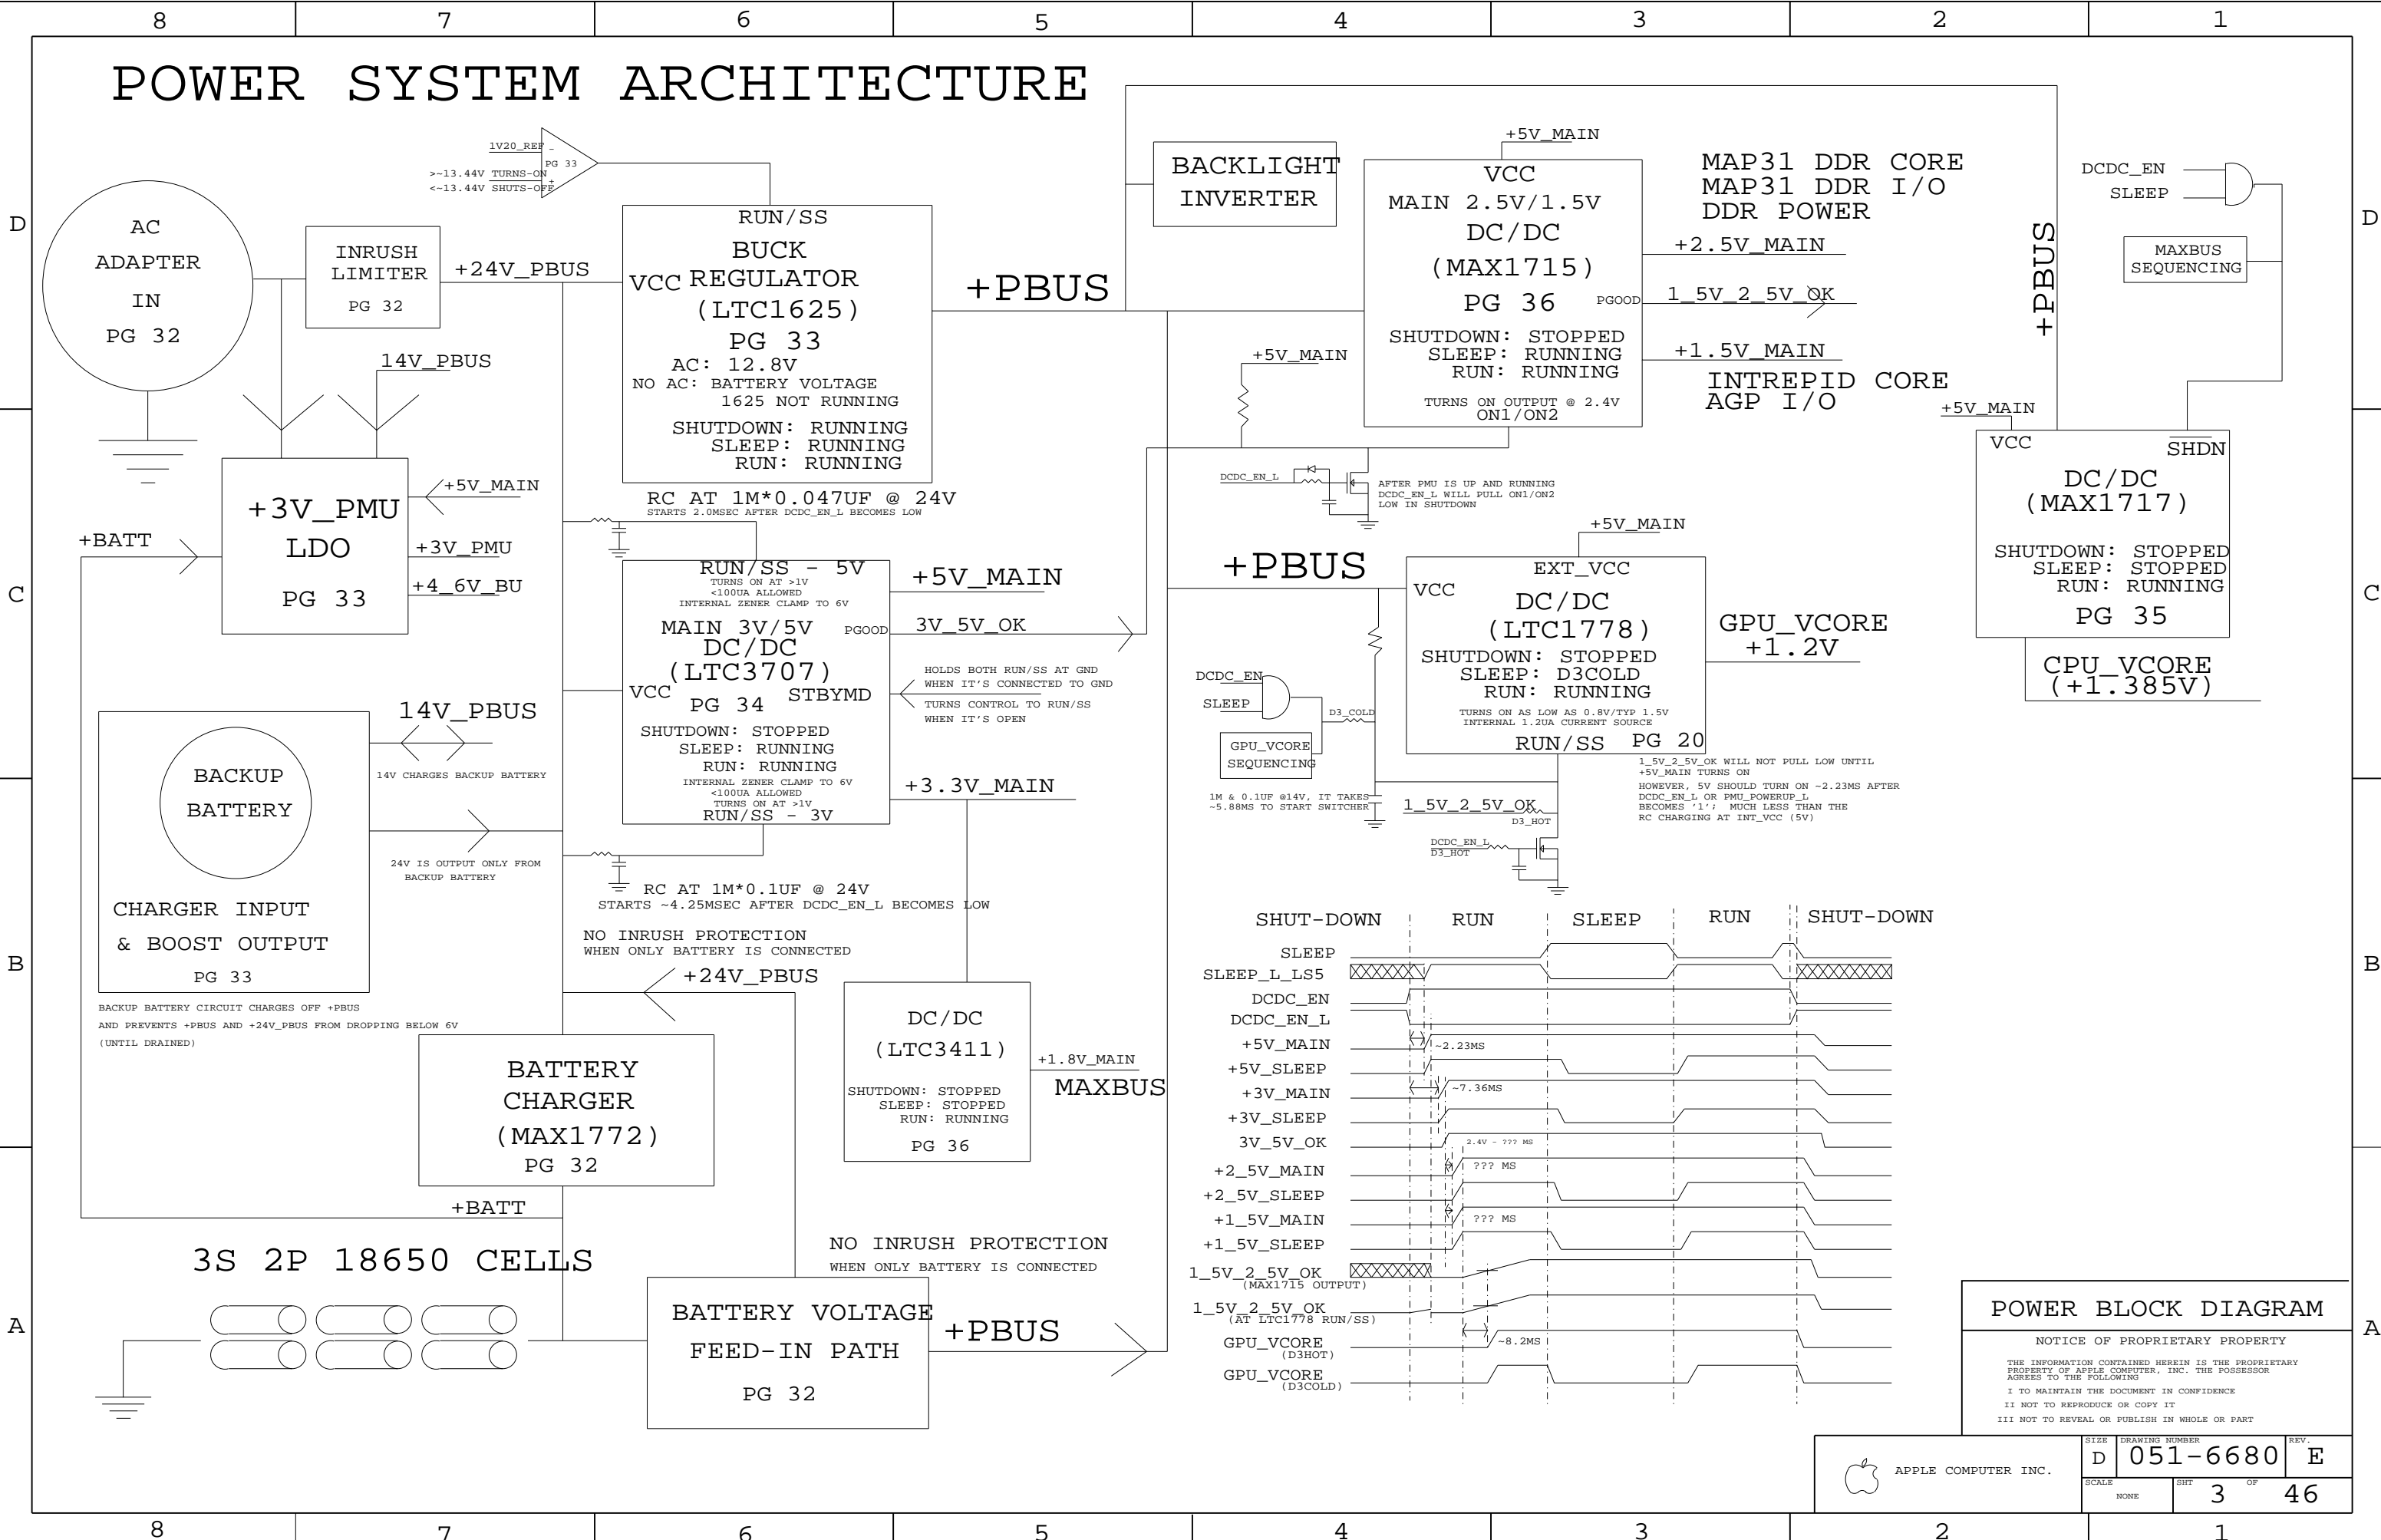 8 7 6 5 4 3 2 1
POWER SYSTEM ARCHITECTURE
D
D
1V20_REF
-
PG 33
+
>~13.44V TURNS-ON
<~13.44V SHUTS-OFF
AC
ADAPTER
IN
PG 32
INRUSH
LIMITER
PG 32
+24V_PBUS
RUN/SS
BUCK
VCC REGULATOR
(LTC1625)
PG 33
AC: 12.8V
NO AC: BATTERY VOLTAGE
1625 NOT RUNNING
SHUTDOWN: RUNNING
SLEEP: RUNNING
RUN: RUNNING
+PBUS
BACKLIGHT
INVERTER
+5V_MAIN
VCC
MAIN 2.5V/1.5V
DC/DC
(MAX1715)
PG 36
PGOOD
SHUTDOWN: STOPPED
SLEEP: RUNNING
RUN: RUNNING
TURNS ON OUTPUT @ 2.4V
ON1/ON2
MAP31 DDR CORE
MAP31 DDR I/O
DDR POWER
+2.5V_MAIN
1_5V_2_5V_OK
+1.5V_MAIN
INTREPID CORE
AGP I/O
+PBUS
DCDC_EN
SLEEP
MAXBUS
SEQUENCING
14V_PBUS
+5V_MAIN
DCDC_EN_L
AFTER PMU IS UP AND RUNNING
DCDC_EN_L WILL PULL ON1/ON2
LOW IN SHUTDOWN
+5V_MAIN
VCC
SHDN
DC/DC
(MAX1717)
SHUTDOWN: STOPPED
SLEEP: STOPPED
RUN: RUNNING
PG 35
CPU_VCORE
(+1.385V)
C
C
+3V_PMU
LDO
PG 33
+BATT
+5V_MAIN
+3V_PMU
+4_6V_BU
RC AT 1M*0.047UF @ 24V
STARTS 2.0MSEC AFTER DCDC_EN_L BECOMES LOW
RUN/SS - 5V
TURNS ON AT >1V
<100UA ALLOWED
INTERNAL ZENER CLAMP TO 6V
MAIN 3V/5V
PGOOD
DC/DC
(LTC3707)
VCC
PG 34
STBYMD
SHUTDOWN: STOPPED
SLEEP: RUNNING
RUN: RUNNING
INTERNAL ZENER CLAMP TO 6V
<100UA ALLOWED
TURNS ON AT >1V
RUN/SS - 3V
+5V_MAIN
3V_5V_OK
HOLDS BOTH RUN/SS AT GND
WHEN IT'S CONNECTED TO GND
TURNS CONTROL TO RUN/SS
WHEN IT'S OPEN
+3.3V_MAIN
+PBUS
+5V_MAIN
EXT_VCC
VCC
DC/DC
(LTC1778)
SHUTDOWN: STOPPED
SLEEP: D3COLD
RUN: RUNNING
TURNS ON AS LOW AS 0.8V/TYP 1.5V
INTERNAL 1.2UA CURRENT SOURCE
RUN/SS PG 20
GPU_VCORE
+1.2V
DCDC_EN
SLEEP
D3_COLD
GPU_VCORE
SEQUENCING
1M & 0.1UF @14V, IT TAKES
~5.88MS TO START SWITCHER
1_5V_2_5V_OK
D3_HOT
DCDC_EN_L
D3_HOT
1_5V_2_5V_OK WILL NOT PULL LOW UNTIL
+5V_MAIN TURNS ON
HOWEVER, 5V SHOULD TURN ON ~2.23MS AFTER
DCDC_EN_L OR PMU_POWERUP_L
BECOMES '1'; MUCH LESS THAN THE
RC CHARGING AT INT_VCC (5V)
BACKUP
BATTERY
CHARGER INPUT
& BOOST OUTPUT
PG 33
14V_PBUS
14V CHARGES BACKUP BATTERY
24V IS OUTPUT ONLY FROM
BACKUP BATTERY
BACKUP BATTERY CIRCUIT CHARGES OFF +PBUS
AND PREVENTS +PBUS AND +24V_PBUS FROM DROPPING BELOW 6V
(UNTIL DRAINED)
RC AT 1M*0.1UF @ 24V
STARTS ~4.25MSEC AFTER DCDC_EN_L BECOMES LOW
B
B
NO INRUSH PROTECTION
WHEN ONLY BATTERY IS CONNECTED
+24V_PBUS
BATTERY
CHARGER
(MAX1772)
PG 32
DC/DC
(LTC3411)
SHUTDOWN: STOPPED
SLEEP: STOPPED
RUN: RUNNING
PG 36
+1.8V_MAIN
MAXBUS
+BATT
3S 2P 18650 CELLS
NO INRUSH PROTECTION
WHEN ONLY BATTERY IS CONNECTED
BATTERY VOLTAGE
FEED-IN PATH
PG 32
+PBUS
SHUT-DOWN RUN SLEEP RUN SHUT-DOWN
SLEEP
SLEEP_L_LS5
DCDC_EN
DCDC_EN_L
+5V_MAIN
~2.23MS
+5V_SLEEP
+3V_MAIN
~7.36MS
+3V_SLEEP
3V_5V_OK
2.4V - ??? MS
+2_5V_MAIN
??? MS
+2_5V_SLEEP
+1_5V_MAIN
??? MS
+1_5V_SLEEP
1_5V_2_5V_OK
(MAX1715 OUTPUT)
1_5V_2_5V_OK
(AT LTC1778 RUN/SS)
GPU_VCORE
(D3HOT)
~8.2MS
GPU_VCORE
(D3COLD)
A
A
POWER BLOCK DIAGRAM
NOTICE OF PROPRIETARY PROPERTY
THE INFORMATION CONTAINED HEREIN IS THE PROPRIETARY
PROPERTY OF APPLE COMPUTER, INC. THE POSSESSOR
AGREES TO THE FOLLOWING
I TO MAINTAIN THE DOCUMENT IN CONFIDENCE
II NOT TO REPRODUCE OR COPY IT
III NOT TO REVEAL OR PUBLISH IN WHOLE OR PART
APPLE COMPUTER INC.
SIZE DRAWING NUMBER REV.
D 051-6680 E
SCALE SHT OF
NONE 3 46
8 7 6 5 4 3 2 1